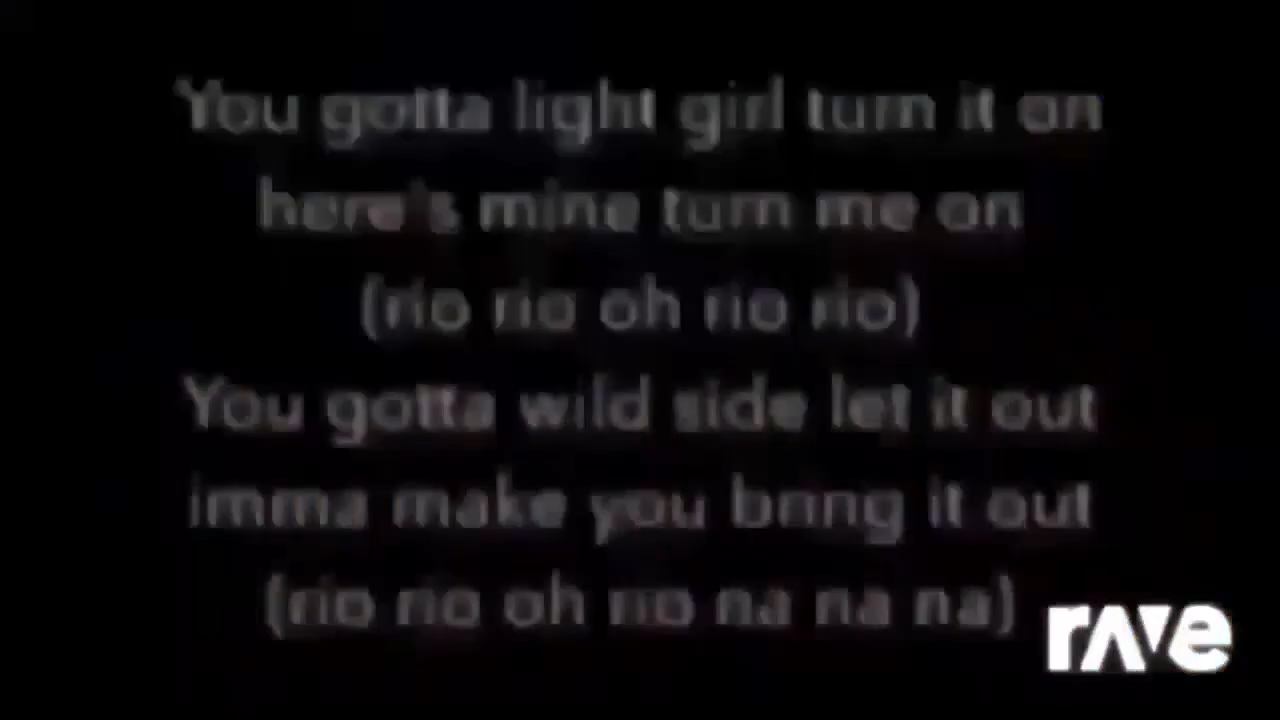 You gotta light girl turn it on
here's mine turn me on
(rio rio oh rio rio)
You gotta wild side let it out
imma make you bring it out
(rio rio oh rio na na na)
rave